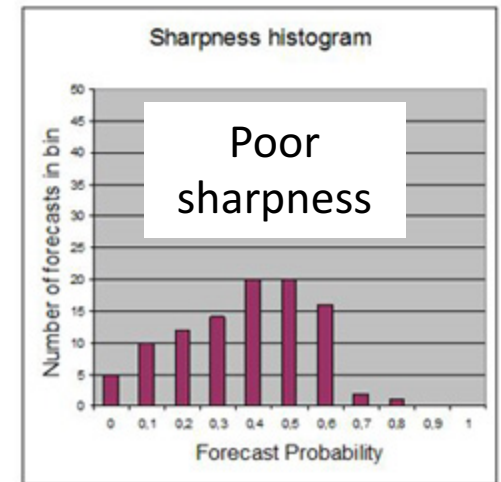 Sharpness histogram
Poor
sharpness
Number of forecasts in bin
50
45
40
35
30
25
20
15
10
5
0
0 0,1 0,2 0,3 0,4 0,5 0,6 0,7 0,8 0,9 1
Forecast Probability